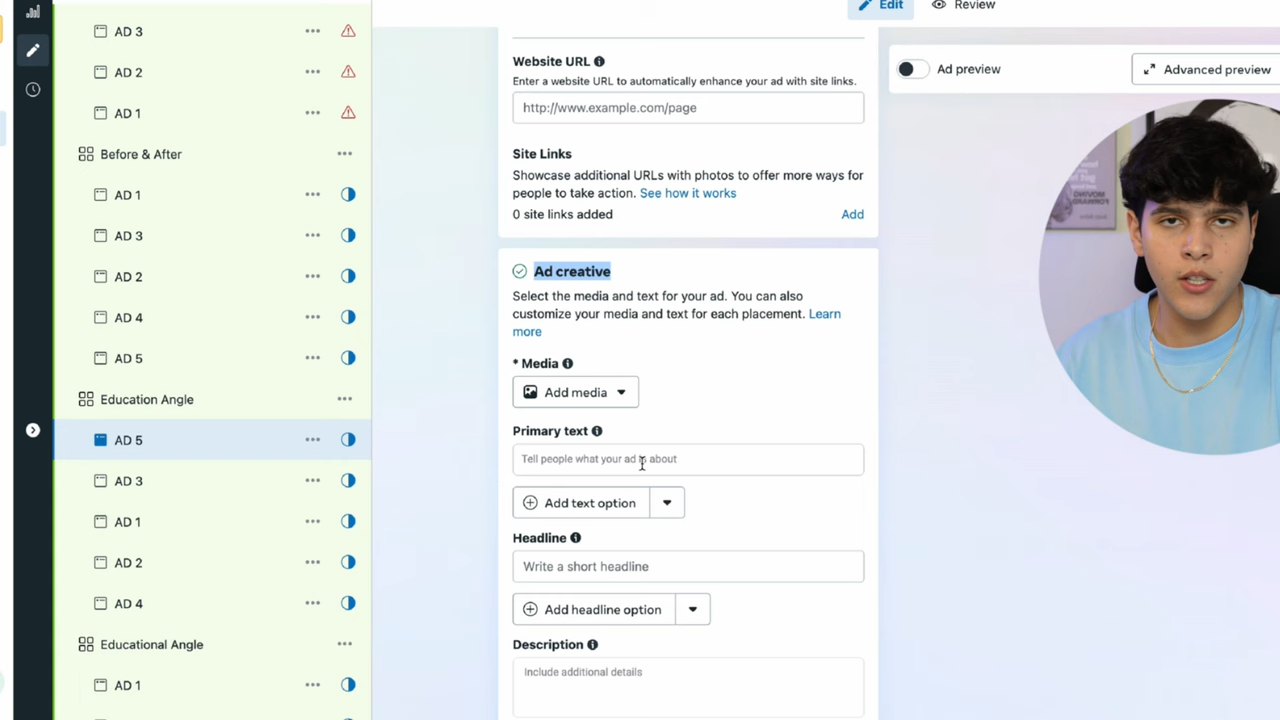 Edit
Review
AD 3
AD 2
AD 1
Before & After
AD 1
AD 3
AD 2
AD 4
AD 5
Education Angle
AD 5
AD 3
AD 1
AD 2
AD 4
Educational Angle
AD 1
Website URL
Enter a website URL to automatically enhance your ad with site links.
http://www.example.com/page
Site Links
Showcase additional URLs with photos to offer more ways for
people to take action. See how it works
0 site links added
Add
Ad creative
Select the media and text for your ad. You can also
customize your media and text for each placement. Learn
more
* Media
Add media
Primary text
Tell people what your ad is about
Add text option
Headline
Write a short headline
Add headline option
Description
Include additional details
Ad preview
Advanced preview